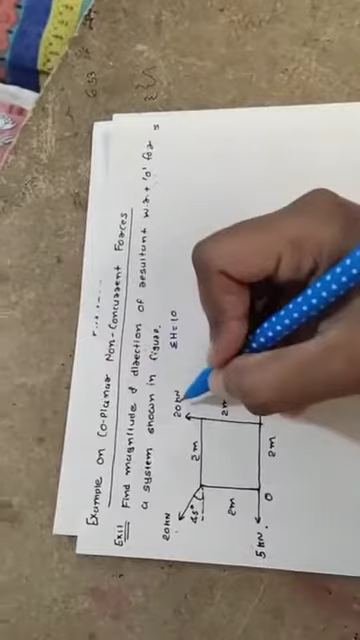 Example on Co-planar Non-Concurrent Forces
Ex:1 Find magnitude & direction of resultant w.r.t 'O' for
a system shown in figure.
ΣH = 10
20 kN
20 kN
45°
2m
2m
2m
2m
O
5 kN